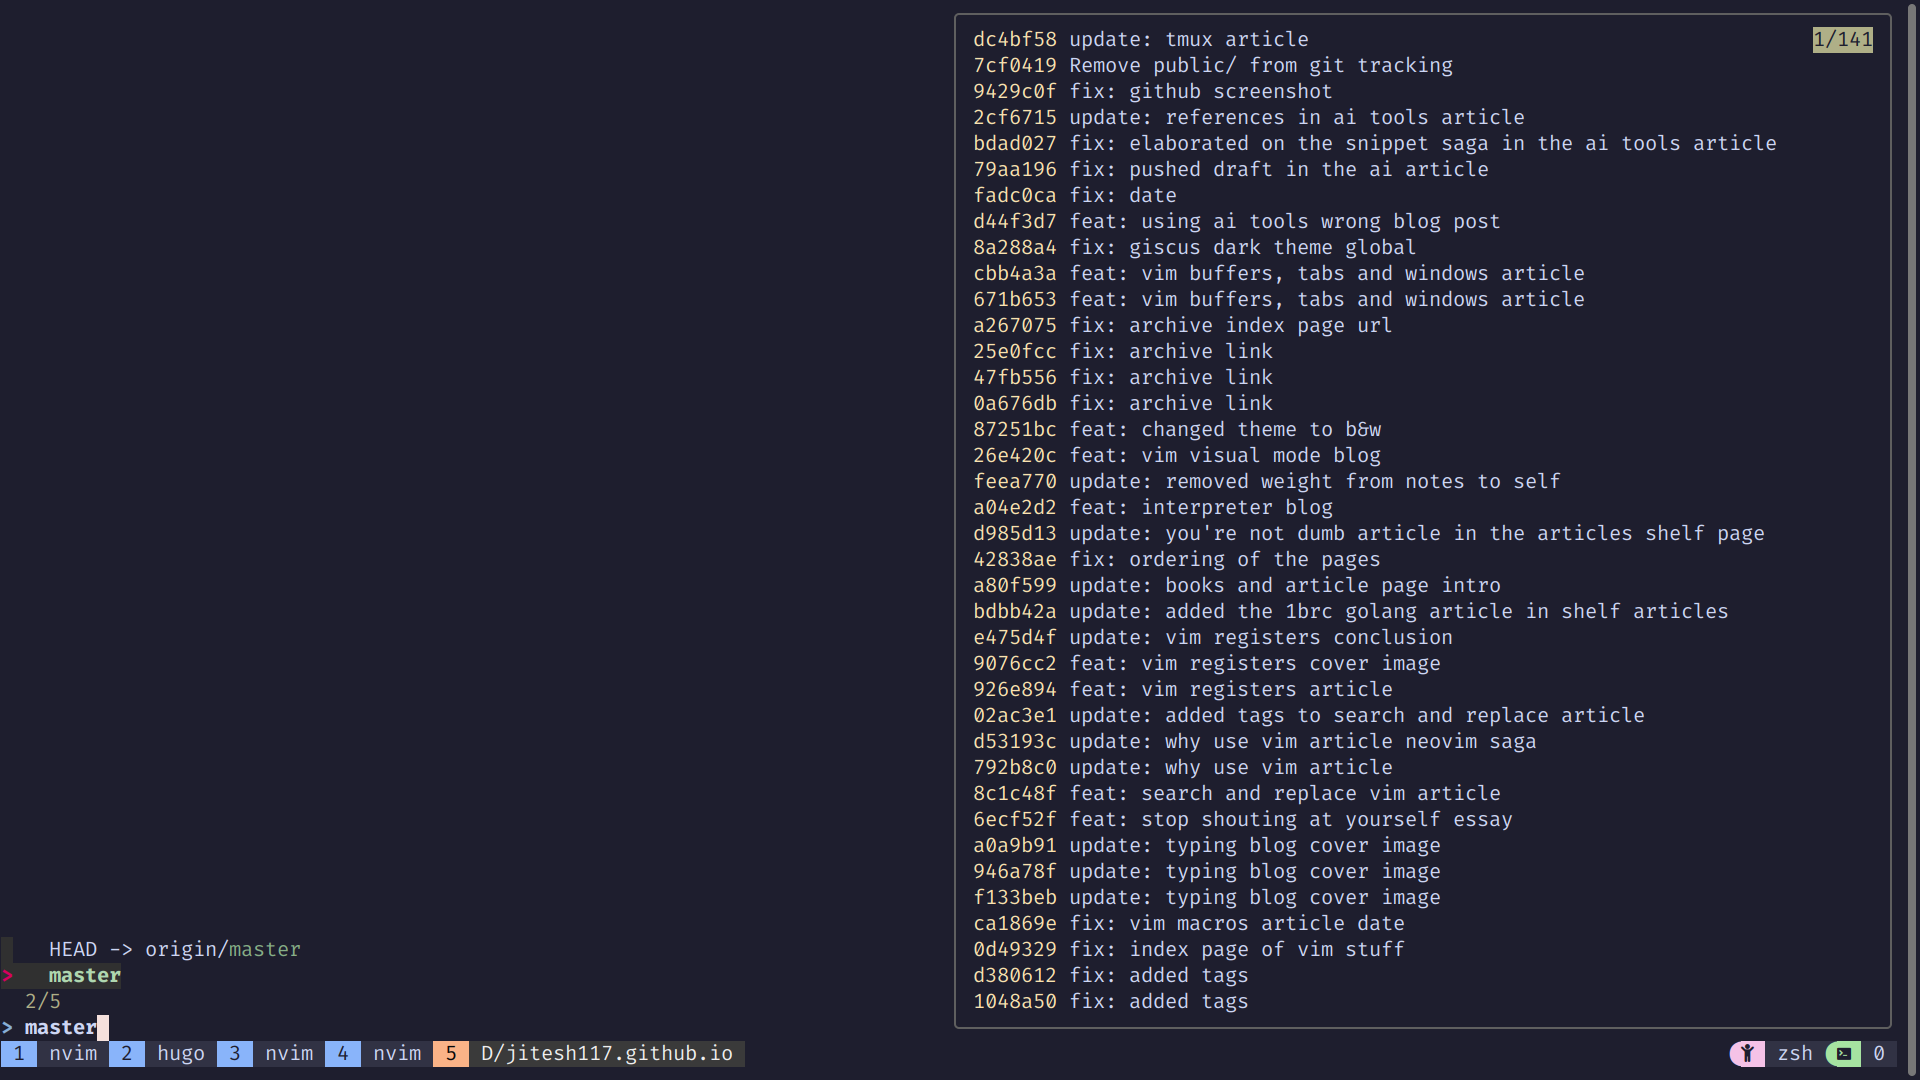 dc4bf58 update: tmux article
1/141
7cf0419 Remove public/ from git tracking
9429c0f fix: github screenshot
2cf6715 update: references in ai tools article
bdad027 fix: elaborated on the snippet saga in the ai tools article
79aa196 fix: pushed draft in the ai article
fadc0ca fix: date
d44f3d7 feat: using ai tools wrong blog post
8a288a4 fix: giscus dark theme global
cbb4a3a feat: vim buffers, tabs and windows article
671b653 feat: vim buffers, tabs and windows article
a267075 fix: archive index page url
25e0fcc fix: archive link
47fb556 fix: archive link
0a676db fix: archive link
87251bc feat: changed theme to b&w
26e420c feat: vim visual mode blog
feea770 update: removed weight from notes to self
a04e2d2 feat: interpreter blog
d985d13 update: you're not dumb article in the articles shelf page
42838ae fix: ordering of the pages
a80f599 update: books and article page intro
bdbb42a update: added the 1brc golang article in shelf articles
e475d4f update: vim registers conclusion
9076cc2 feat: vim registers cover image
926e894 feat: vim registers article
02ac3e1 update: added tags to search and replace article
d53193c update: why use vim article neovim saga
792b8c0 update: why use vim article
8c1c48f feat: search and replace vim article
6ecf52f feat: stop shouting at yourself essay
a0a9b91 update: typing blog cover image
946a78f update: typing blog cover image
f133beb update: typing blog cover image
ca1869e fix: vim macros article date
0d49329 fix: index page of vim stuff
d380612 fix: added tags
1048a50 fix: added tags
HEAD -> origin/master
> master
2/5
> master
1 nvim 2 hugo 3 nvim 4 nvim 5 D/jitesh117.github.io
zsh 0